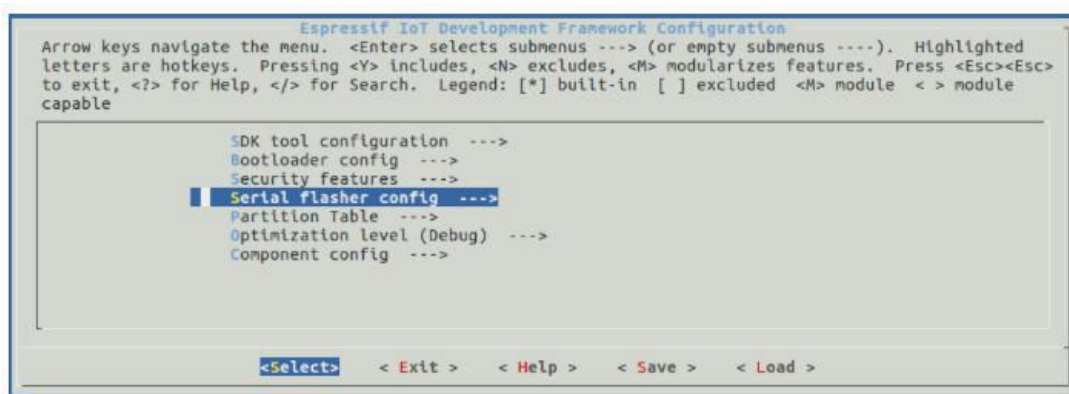 Espressif IoT Development Framework Configuration
Arrow keys navigate the menu.  <Enter> selects submenus ---> (or empty submenus ----).  Highlighted
letters are hotkeys.  Pressing <Y> includes, <N> excludes, <M> modularizes features.  Press <Esc><Esc>
to exit, <?> for Help, </> for Search.  Legend: [*] built-in  [ ] excluded  <M> module  < > module
capable
SDK tool configuration  --->
Bootloader config  --->
Security features  --->
Serial flasher config  --->
Partition Table  --->
Optimization level (Debug)  --->
Component config  --->
<Select>    < Exit >    < Help >    < Save >    < Load >